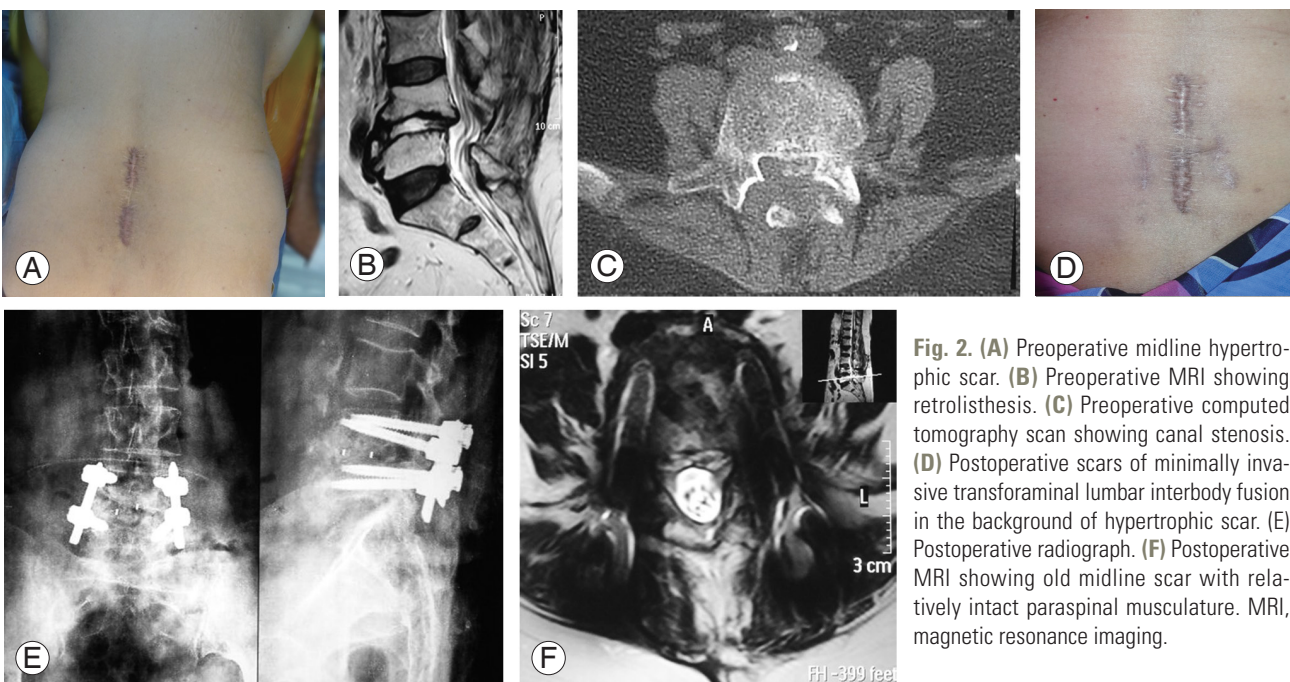 P
10 cm
A
B
C
D
Sc 7
TSE/M
SI 5
A
L
3 cm
FH -399 feet
E
F
Fig. 2. (A) Preoperative midline hypertro-
phic scar. (B) Preoperative MRI showing
retrolisthesis. (C) Preoperative computed
tomography scan showing canal stenosis.
(D) Postoperative scars of minimally inva-
sive transforaminal lumbar interbody fusion
in the background of hypertrophic scar. (E)
Postoperative radiograph. (F) Postoperative
MRI showing old midline scar with rela-
tively intact paraspinal musculature. MRI,
magnetic resonance imaging.